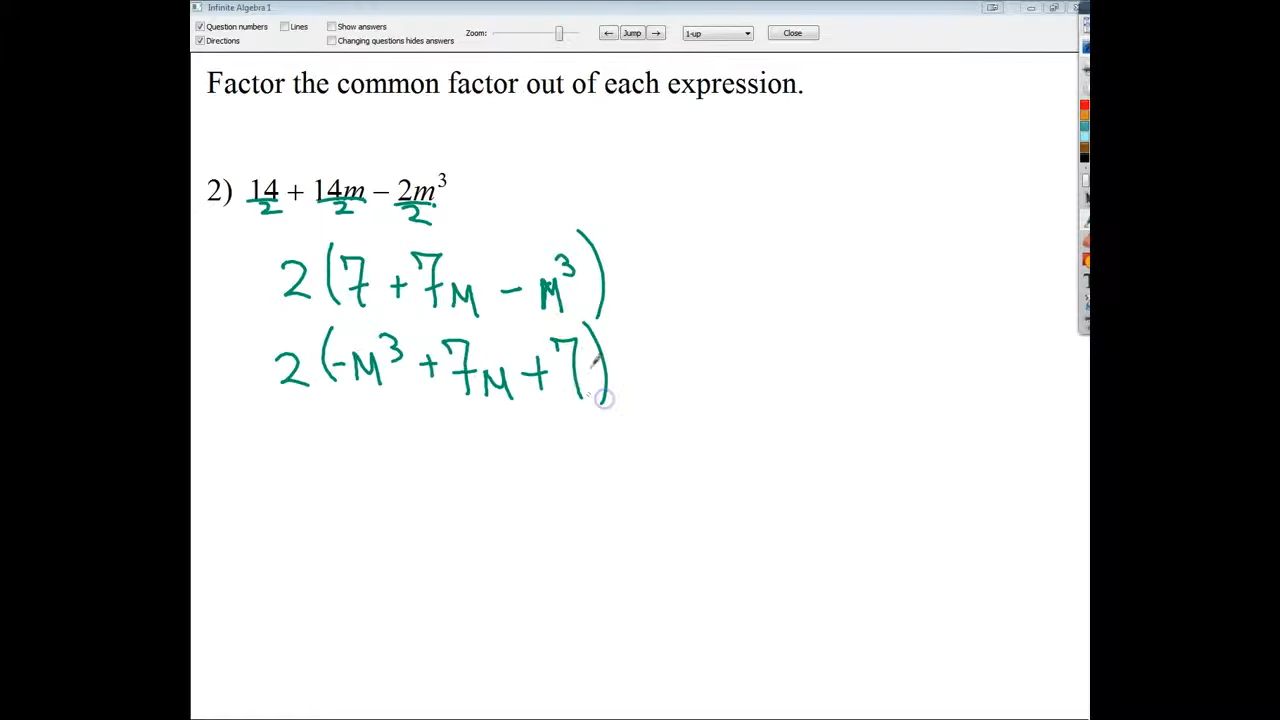 Infinite Algebra 1
Question numbers Lines Show answers Zoom: Jump 1-up Close
Directions Changing questions hides answers
Factor the common factor out of each expression.
2) 14 + 14m − 2m³
2 2 2
2 (7 + 7M − M³)
2 (-M³ + 7M + 7)